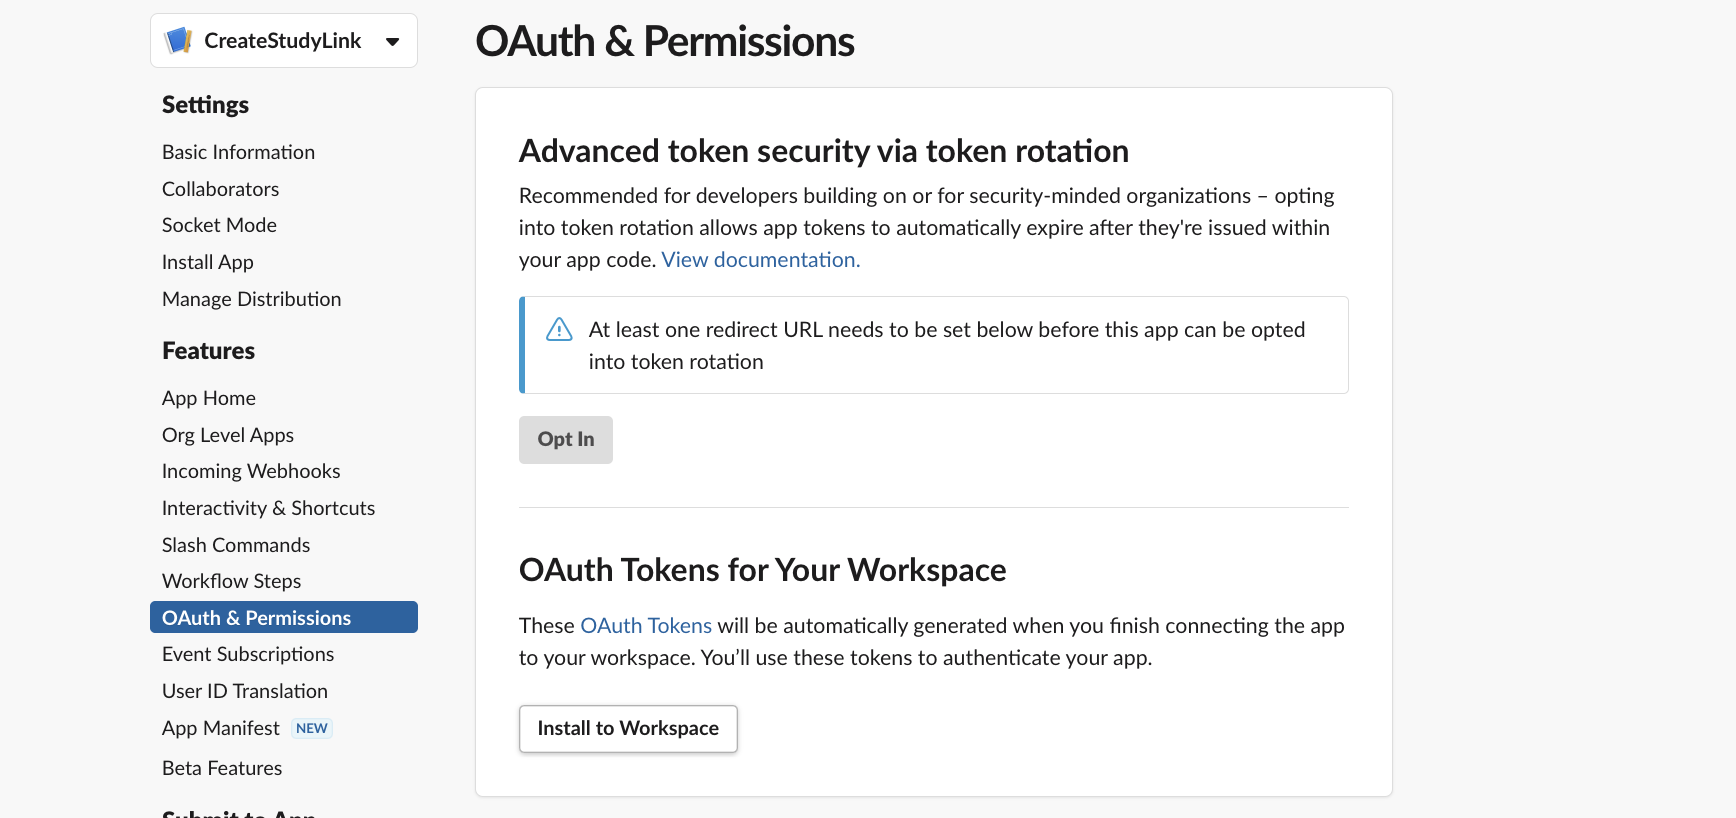 CreateStudyLink
Settings
Basic Information
Collaborators
Socket Mode
Install App
Manage Distribution
Features
App Home
Org Level Apps
Incoming Webhooks
Interactivity & Shortcuts
Slash Commands
Workflow Steps
OAuth & Permissions
Event Subscriptions
User ID Translation
App Manifest NEW
Beta Features
Submit to App
OAuth & Permissions
Advanced token security via token rotation
Recommended for developers building on or for security-minded organizations – opting
into token rotation allows app tokens to automatically expire after they're issued within
your app code. View documentation.
At least one redirect URL needs to be set below before this app can be opted
into token rotation
Opt In
OAuth Tokens for Your Workspace
These OAuth Tokens will be automatically generated when you finish connecting the app
to your workspace. You’ll use these tokens to authenticate your app.
Install to Workspace